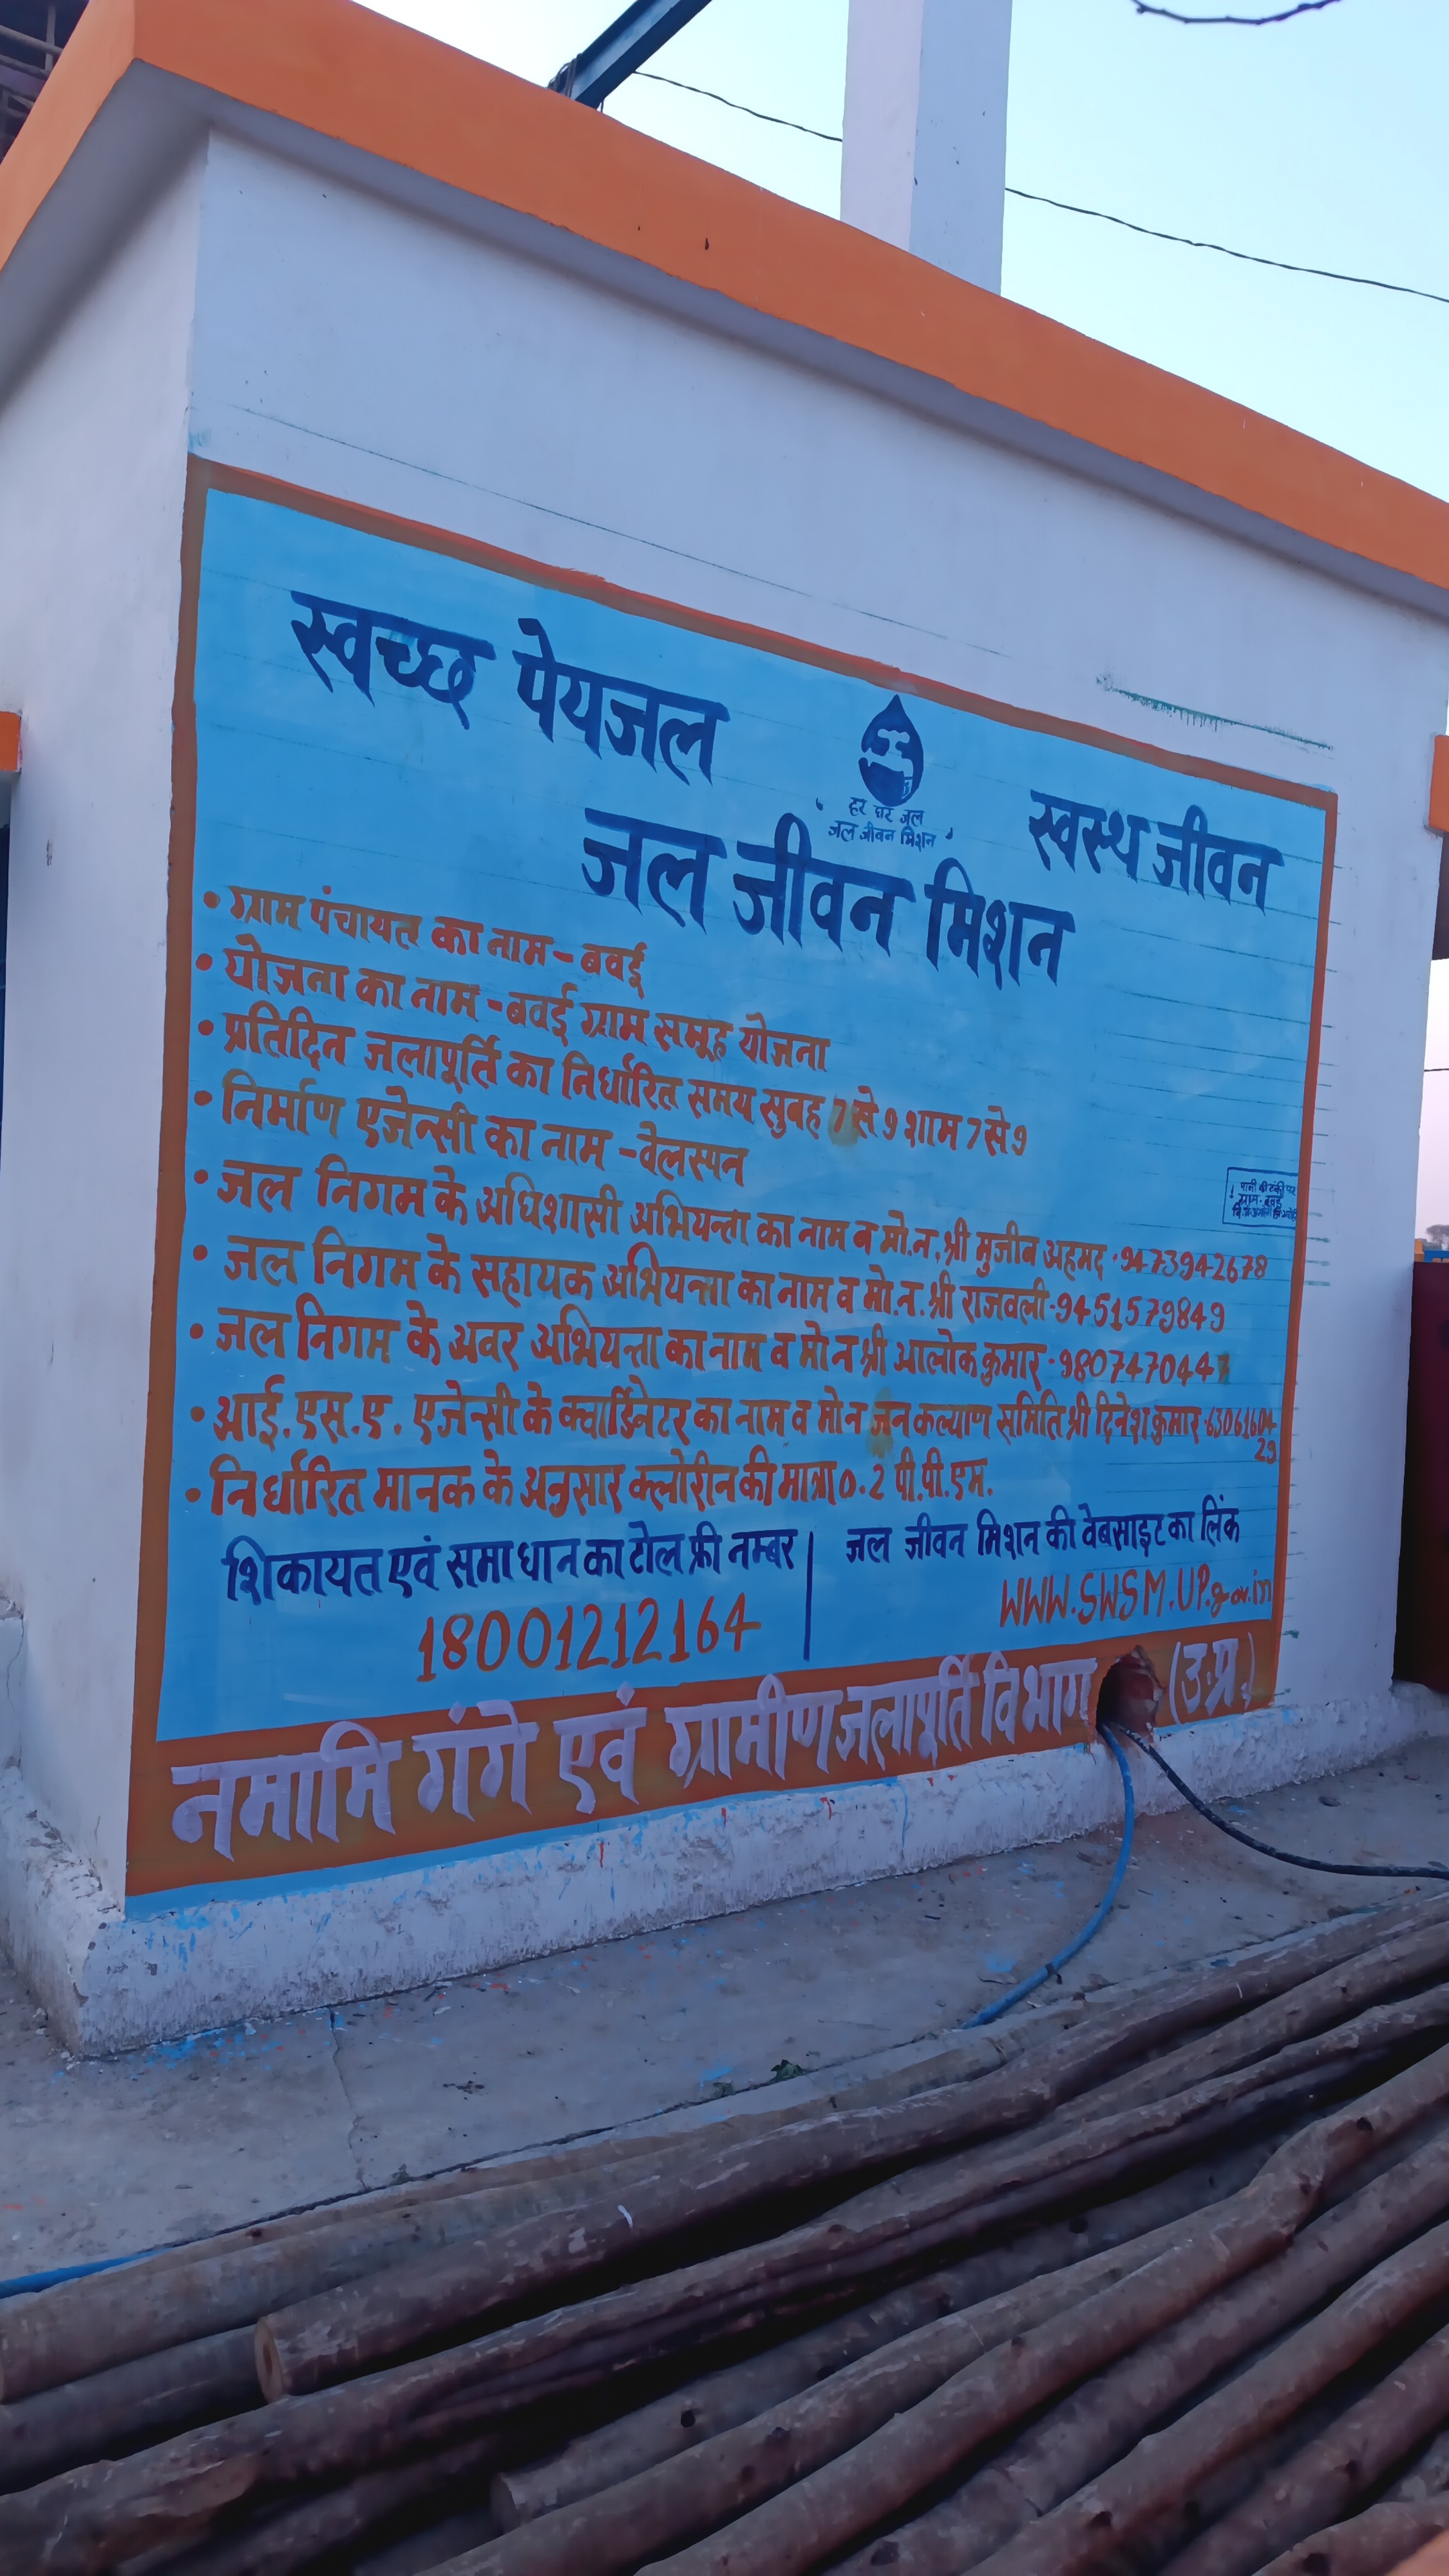 स्वच्छ पेयजल
स्वस्थ जीवन
हर घर जल
जल जीवन मिशन
जल जीवन मिशन
• ग्राम पंचायत का नाम - बवई
• योजना का नाम - बवई ग्राम समूह योजना
• प्रतिदिन जलापूर्ति का निर्धारित समय सुबह 7 से 9 शाम 7 से 9
• निर्माण एजेन्सी का नाम - वेलस्पन
• जल निगम के अधिशासी अभियन्ता का नाम व मो.न. श्री मुजीब अहमद - 9473942678
• जल निगम के सहायक अभियन्ता का नाम व मो.न. श्री राजवली - 9451579849
• जल निगम के अवर अभियन्ता का नाम व मो न श्री आलोक कुमार - 980747044
• आई.एस.ए. एजेन्सी के क्वार्डिनेटर का नाम व मो न जन कल्याण समिति श्री दिनेश कुमार - 63061604
29
• निर्धारित मानक के अनुसार क्लोरीन की मात्रा 0.2 पी.पी.एम.
पानी की टंकी पर
ग्राम - बवई
शिकायत एवं समाधान का टोल फ्री नम्बर
18001212164
जल जीवन मिशन की वेबसाइट का लिंक
WWW.SWSM.UP.gov.in
नमामि गंगे एवं ग्रामीण जलापूर्ति विभाग (उ.प्र.)